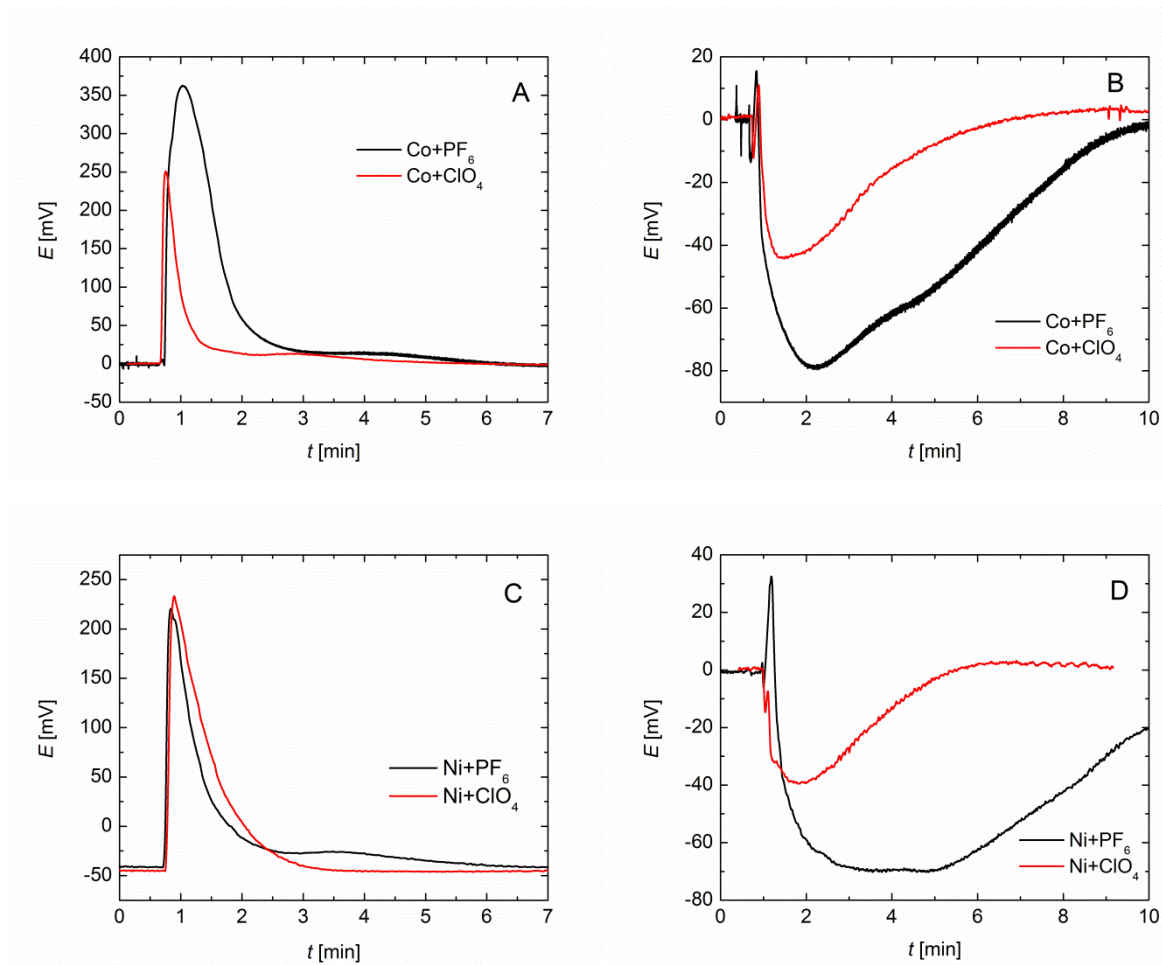 A
E [mV]
400
350
300
250
200
150
100
50
0
-50
Co+PF6
Co+ClO4
0 1 2 3 4 5 6 7
t [min]
B
E [mV]
20
0
-20
-40
-60
-80
Co+PF6
Co+ClO4
0 2 4 6 8 10
t [min]
C
E [mV]
250
200
150
100
50
0
-50
Ni+PF6
Ni+ClO4
0 1 2 3 4 5 6 7
t [min]
D
E [mV]
40
20
0
-20
-40
-60
-80
Ni+PF6
Ni+ClO4
0 2 4 6 8 10
t [min]